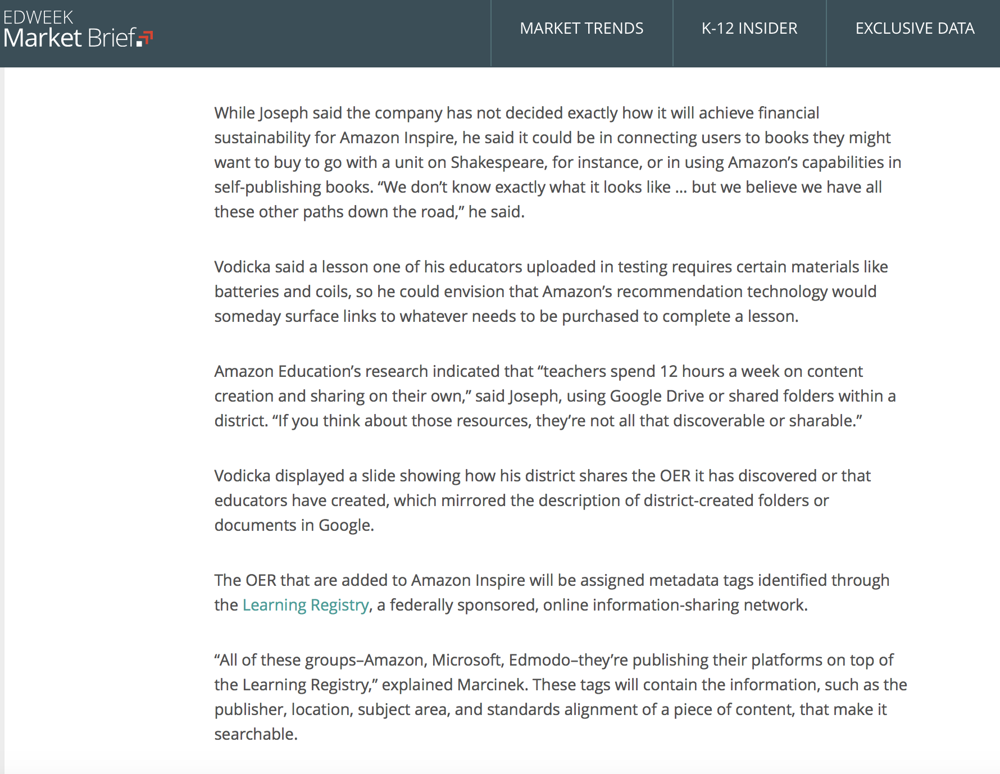 EDWEEK
Market Brief
MARKET TRENDS
K-12 INSIDER
EXCLUSIVE DATA
While Joseph said the company has not decided exactly how it will achieve financial
sustainability for Amazon Inspire, he said it could be in connecting users to books they might
want to buy to go with a unit on Shakespeare, for instance, or in using Amazon’s capabilities in
self-publishing books. “We don’t know exactly what it looks like … but we believe we have all
these other paths down the road,” he said.
Vodicka said a lesson one of his educators uploaded in testing requires certain materials like
batteries and coils, so he could envision that Amazon’s recommendation technology would
someday surface links to whatever needs to be purchased to complete a lesson.
Amazon Education’s research indicated that “teachers spend 12 hours a week on content
creation and sharing on their own,” said Joseph, using Google Drive or shared folders within a
district. “If you think about those resources, they’re not all that discoverable or sharable.”
Vodicka displayed a slide showing how his district shares the OER it has discovered or that
educators have created, which mirrored the description of district-created folders or
documents in Google.
The OER that are added to Amazon Inspire will be assigned metadata tags identified through
the Learning Registry, a federally sponsored, online information-sharing network.
“All of these groups–Amazon, Microsoft, Edmodo–they’re publishing their platforms on top of
the Learning Registry,” explained Marcinek. These tags will contain the information, such as the
publisher, location, subject area, and standards alignment of a piece of content, that make it
searchable.